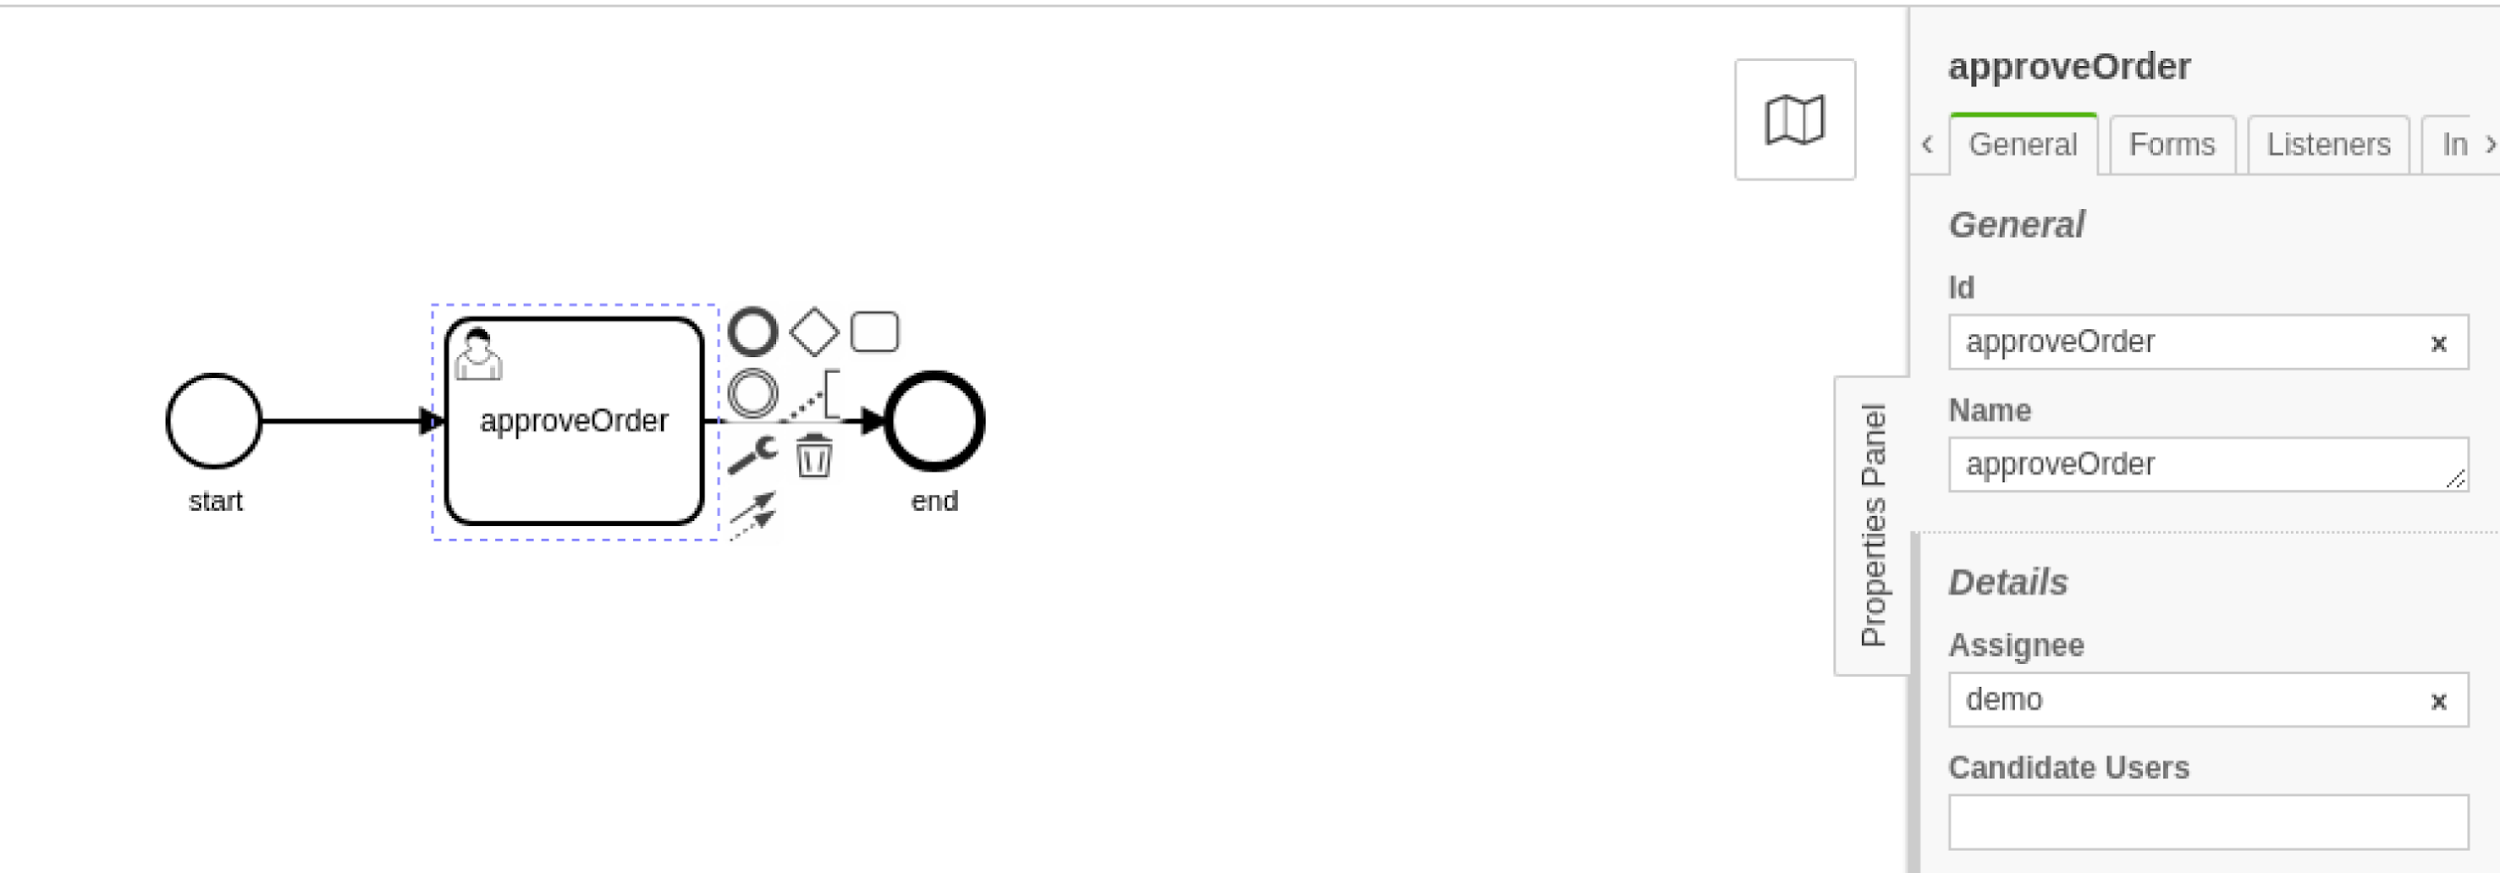 approveOrder
start
end
Properties Panel
approveOrder
General Forms Listeners In
General
Id
approveOrder
Name
approveOrder
Details
Assignee
demo
Candidate Users